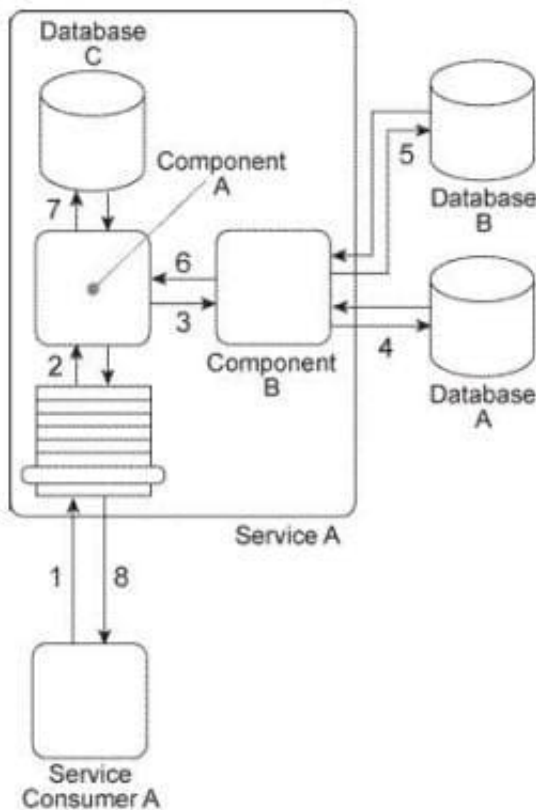 Database
C
Component
A
7
6
3
2
Component
B
5
Database
B
4
Database
A
Service A
1
8
Service
Consumer A